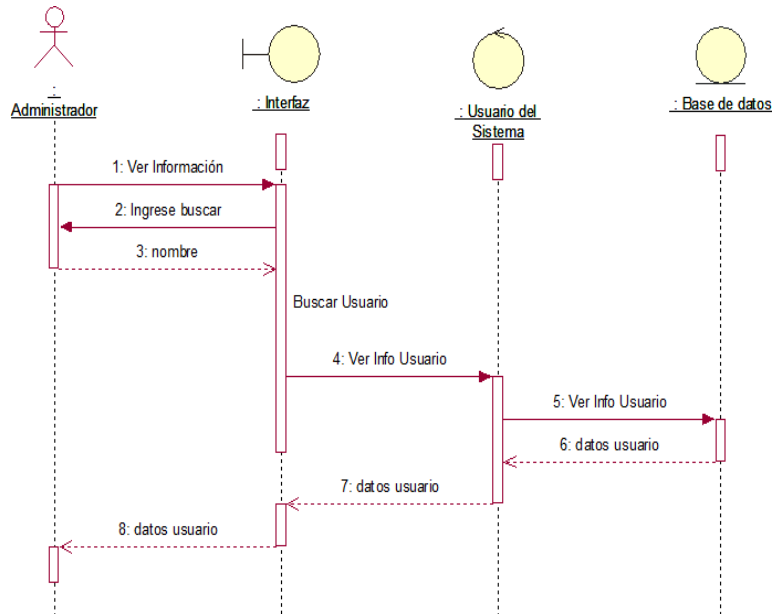 :
Administrador
: Interfaz
: Usuario del
Sistema
: Base de datos
1: Ver Información
2: Ingrese buscar
3: nombre
Buscar Usuario
4: Ver Info Usuario
5: Ver Info Usuario
6: datos usuario
7: datos usuario
8: datos usuario